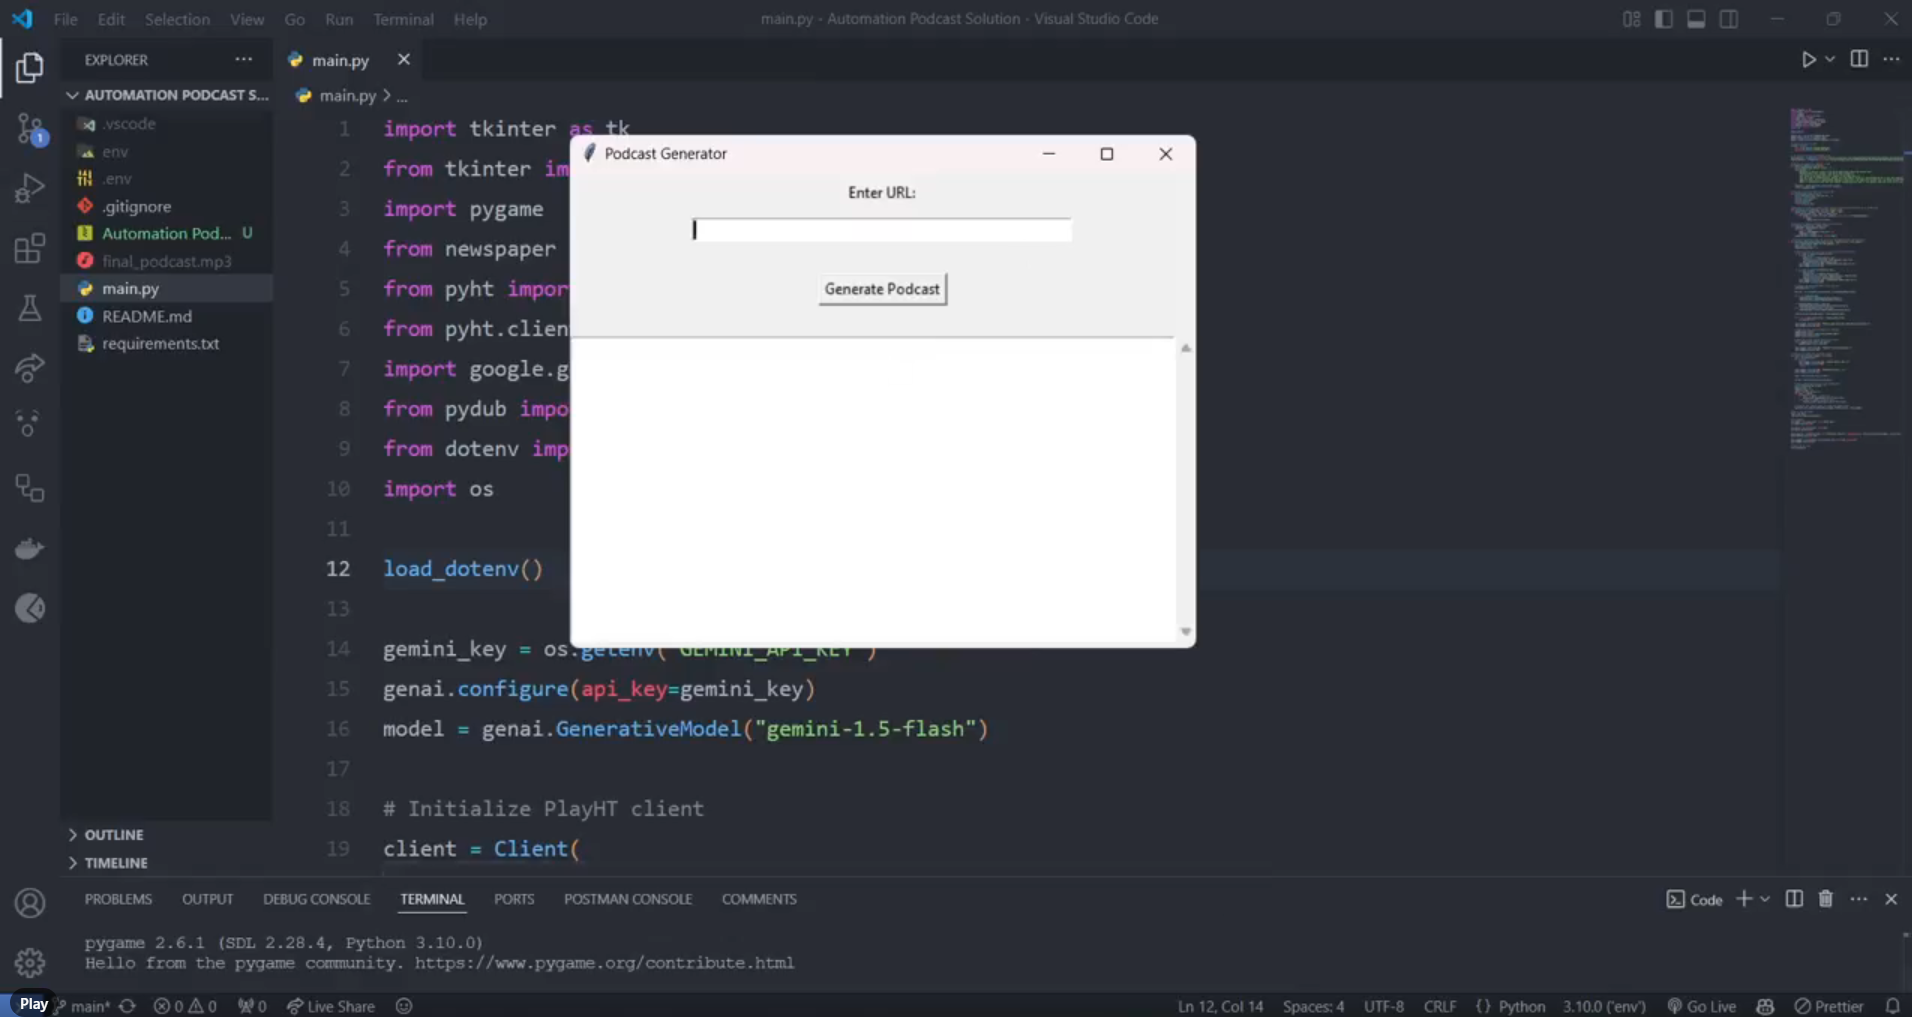 File Edit Selection View Go Run Terminal Help
main.py - Automation Podcast Solution - Visual Studio Code
EXPLORER
main.py
AUTOMATION PODCAST S...
main.py > ...
.vscode
env
.env
.gitignore
Automation Pod... U
final_podcast.mp3
main.py
README.md
requirements.txt
OUTLINE
TIMELINE
1
1 import tkinter as tk
2 from tkinter im
3 import pygame
4 from newspaper
5 from pyht impor
6 from pyht.clien
7 import google.g
8 from pydub impo
9 from dotenv imp
10 import os
11
12 load_dotenv()
13
14 gemini_key = os.getenv("GEMINI_API_KEY")
15 genai.configure(api_key=gemini_key)
16 model = genai.GenerativeModel("gemini-1.5-flash")
17
18 # Initialize PlayHT client
19 client = Client(
Podcast Generator
Enter URL:
Generate Podcast
PROBLEMS OUTPUT DEBUG CONSOLE TERMINAL PORTS POSTMAN CONSOLE COMMENTS
Code
pygame 2.6.1 (SDL 2.28.4, Python 3.10.0)
Hello from the pygame community. https://www.pygame.org/contribute.html
Play main* 0 0 0 Live Share
Ln 12, Col 14 Spaces: 4 UTF-8 CRLF {} Python 3.10.0 ('env') Go Live Prettier